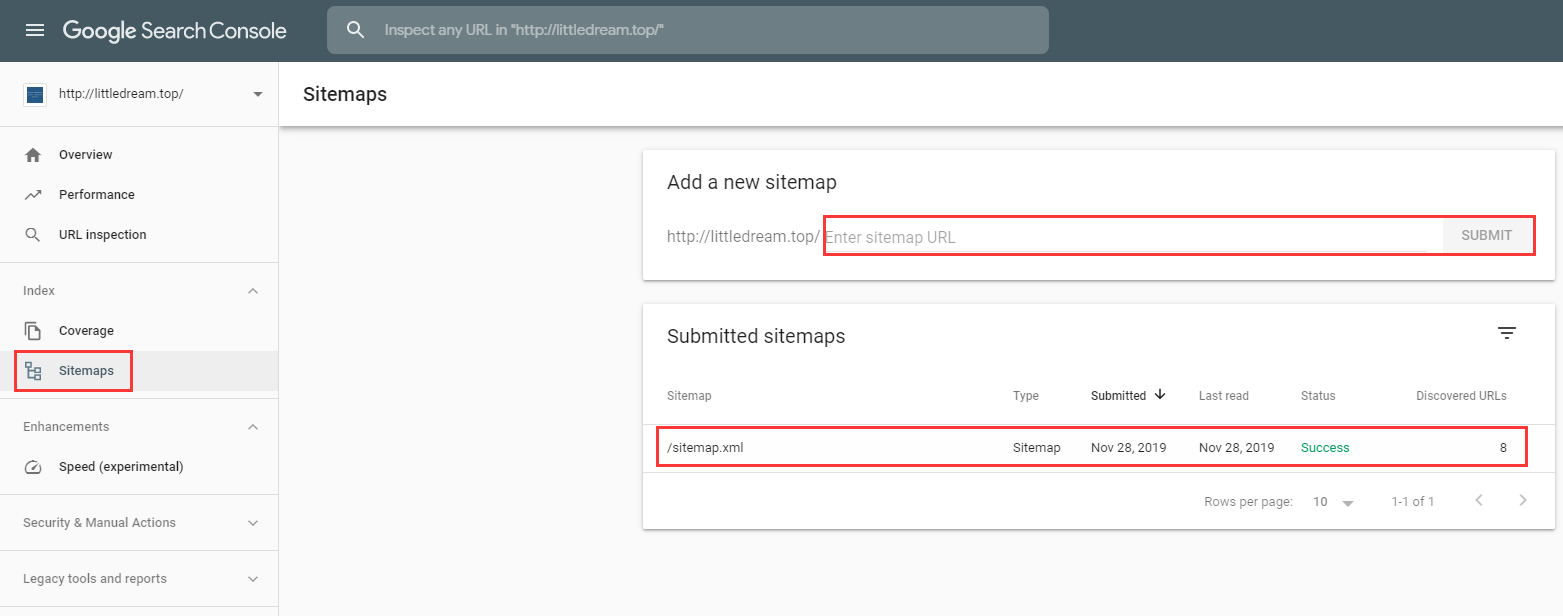 Google Search Console
Inspect any URL in "http://littledream.top/"
http://littledream.top/
Sitemaps
Overview
Performance
URL inspection
Index
Coverage
Sitemaps
Enhancements
Speed (experimental)
Security & Manual Actions
Legacy tools and reports
Add a new sitemap
http://littledream.top/ Enter sitemap URL SUBMIT
Submitted sitemaps
Sitemap Type Submitted Last read Status Discovered URLs
/sitemap.xml Sitemap Nov 28, 2019 Nov 28, 2019 Success 8
Rows per page: 10 1-1 of 1